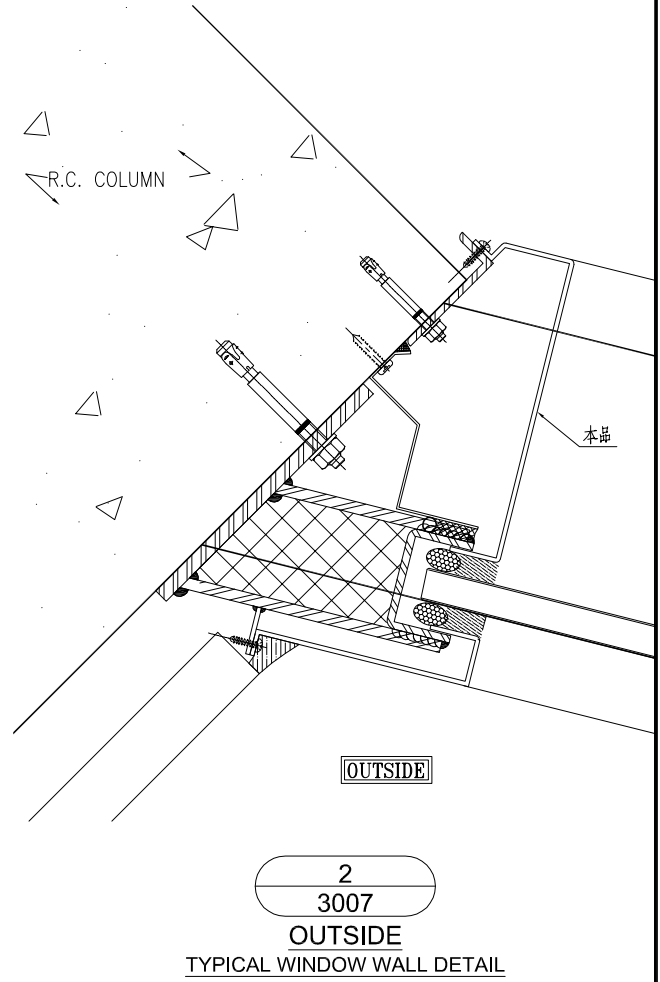 R.C. COLUMN
本品
OUTSIDE
2
3007
OUTSIDE
TYPICAL WINDOW WALL DETAIL